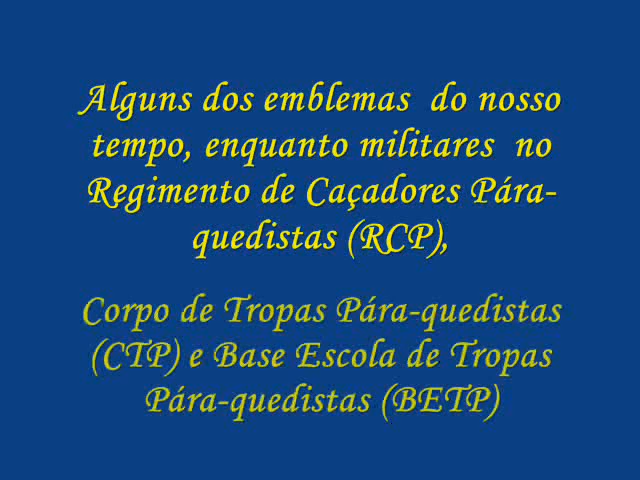 Alguns dos emblemas  do nosso
tempo, enquanto militares  no
Regimento de Caçadores Pára-
quedistas (RCP),
Corpo de Tropas Pára-quedistas
(CTP) e Base Escola de Tropas
Pára-quedistas (BETP)